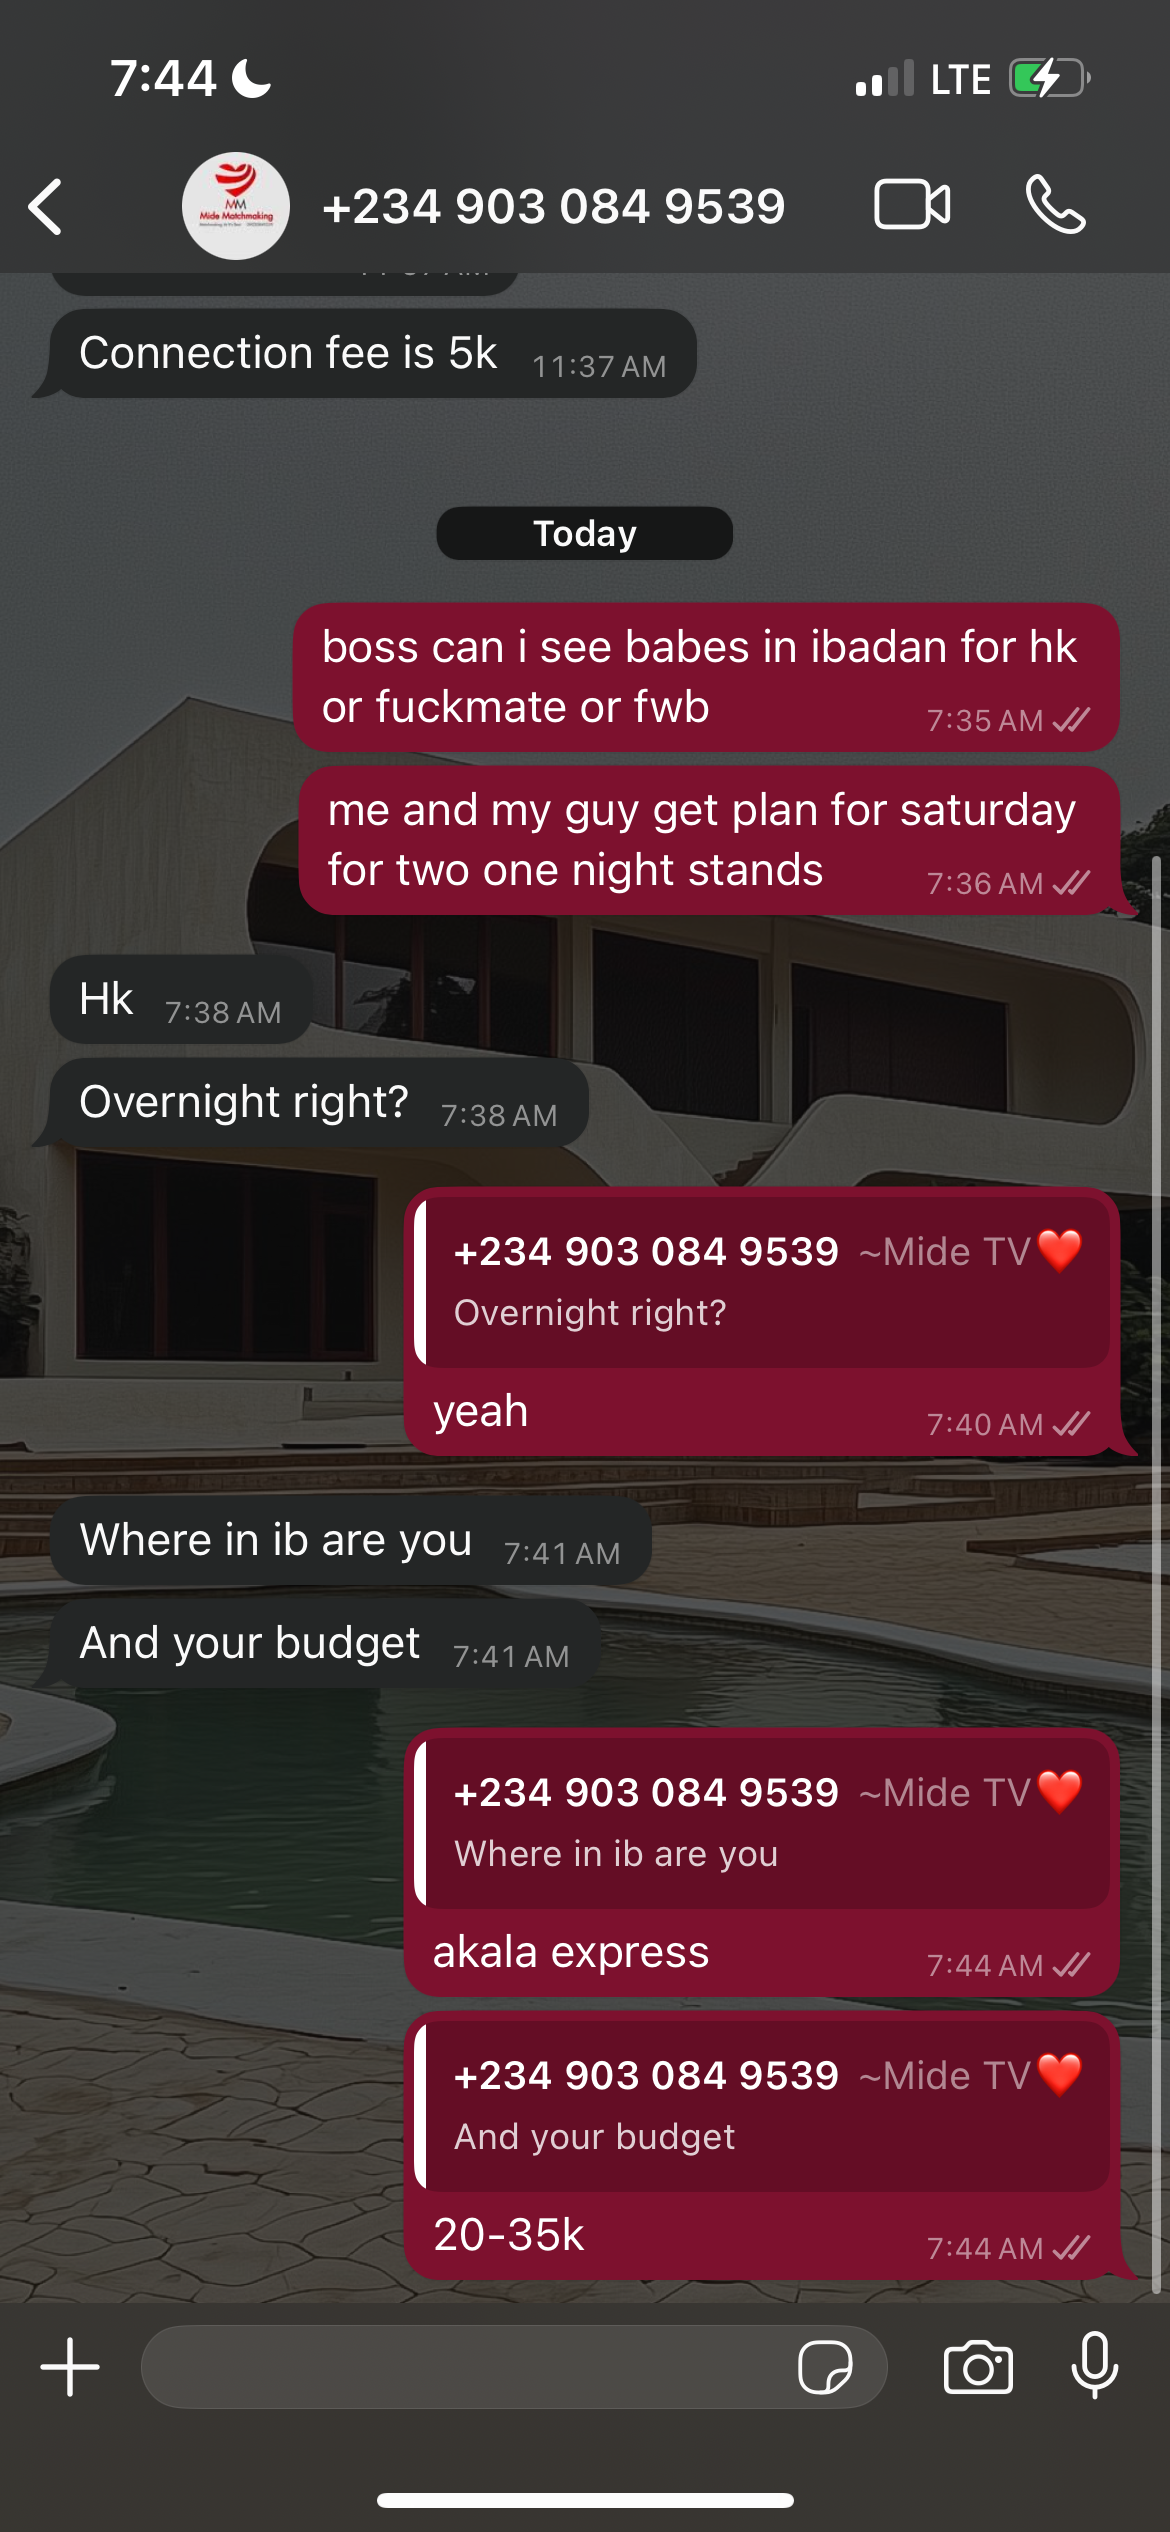 7:44
LTE
MM
Mide Matchmaking
+234 903 084 9539
Connection fee is 5k 11:37 AM
Today
boss can i see babes in ibadan for hk
or fuckmate or fwb 7:35 AM
me and my guy get plan for saturday
for two one night stands 7:36 AM
Hk 7:38 AM
Overnight right? 7:38 AM
+234 903 084 9539 ~Mide TV❤️
Overnight right?
yeah 7:40 AM
Where in ib are you 7:41 AM
And your budget 7:41 AM
+234 903 084 9539 ~Mide TV❤️
Where in ib are you
akala express 7:44 AM
+234 903 084 9539 ~Mide TV❤️
And your budget
20-35k 7:44 AM